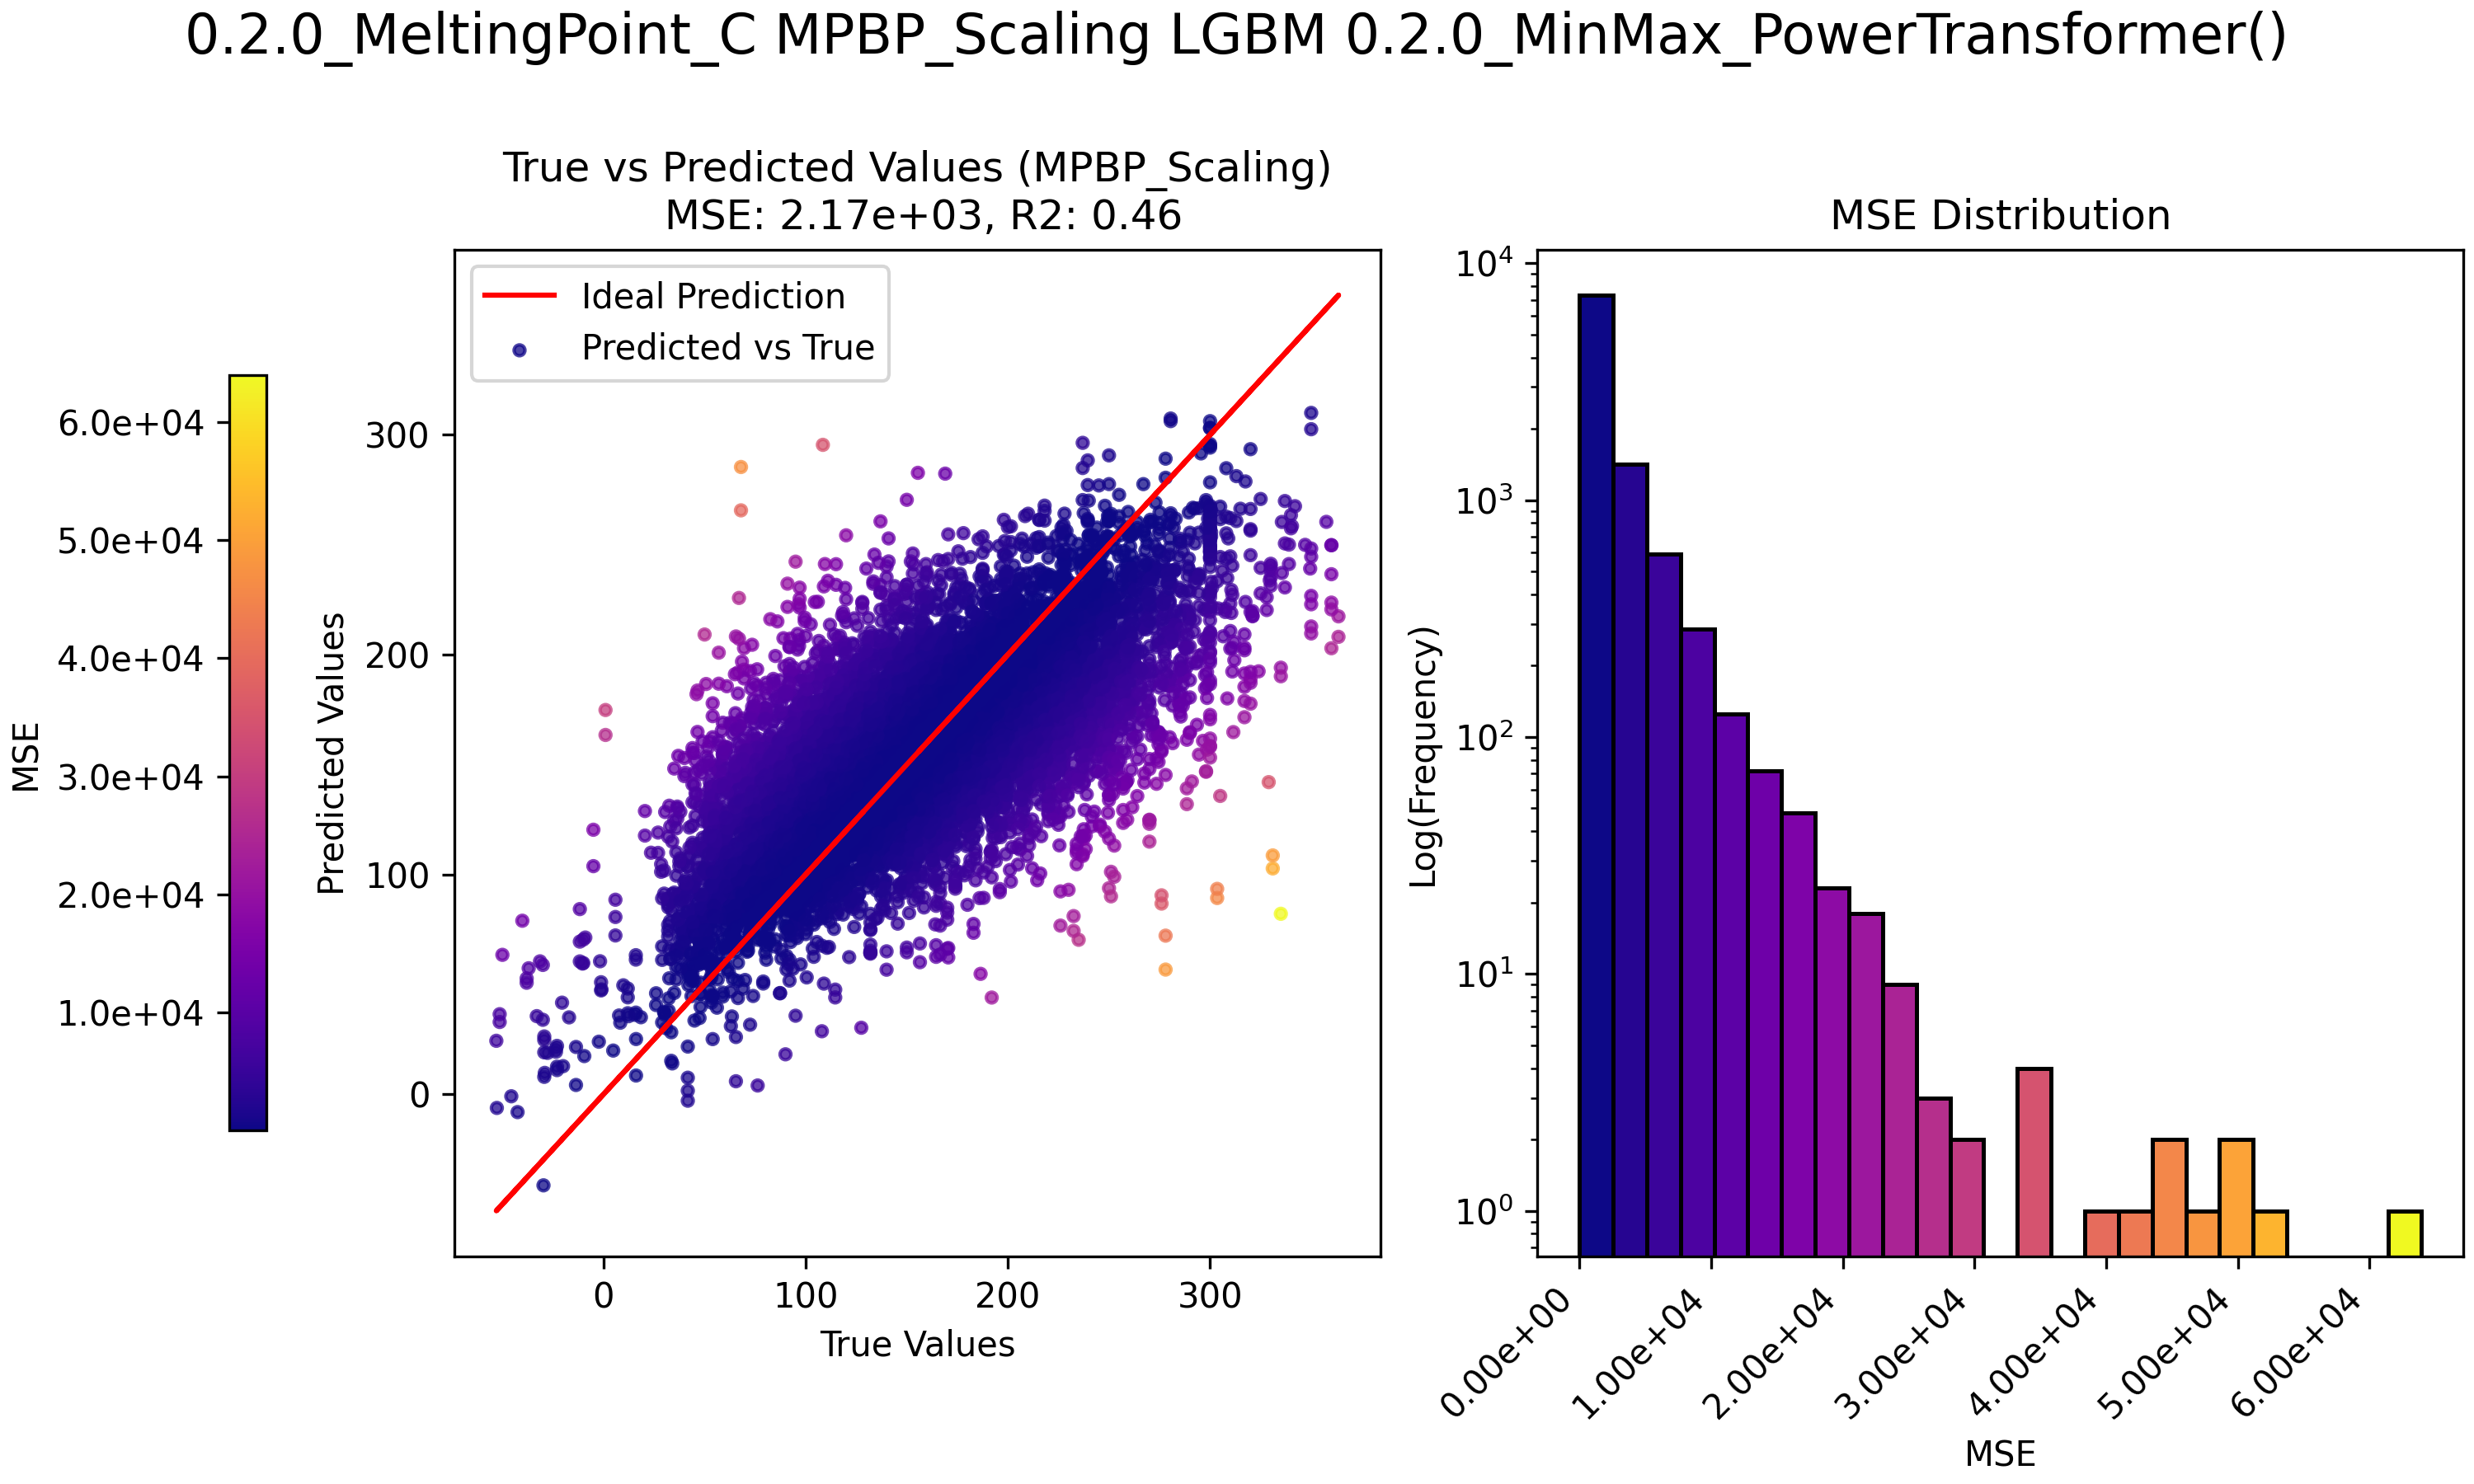 0.2.0_MeltingPoint_C MPBP_Scaling LGBM 0.2.0_MinMax_PowerTransformer()
MSE
6.0e+04
5.0e+04
4.0e+04
3.0e+04
2.0e+04
1.0e+04
True vs Predicted Values (MPBP_Scaling)
MSE: 2.17e+03, R2: 0.46
Ideal Prediction
Predicted vs True
Predicted Values
300
200
100
0
0
100
200
300
True Values
MSE Distribution
Log(Frequency)
10^4
10^3
10^2
10^1
10^0
0.00e+00
1.00e+04
2.00e+04
3.00e+04
4.00e+04
5.00e+04
6.00e+04
MSE